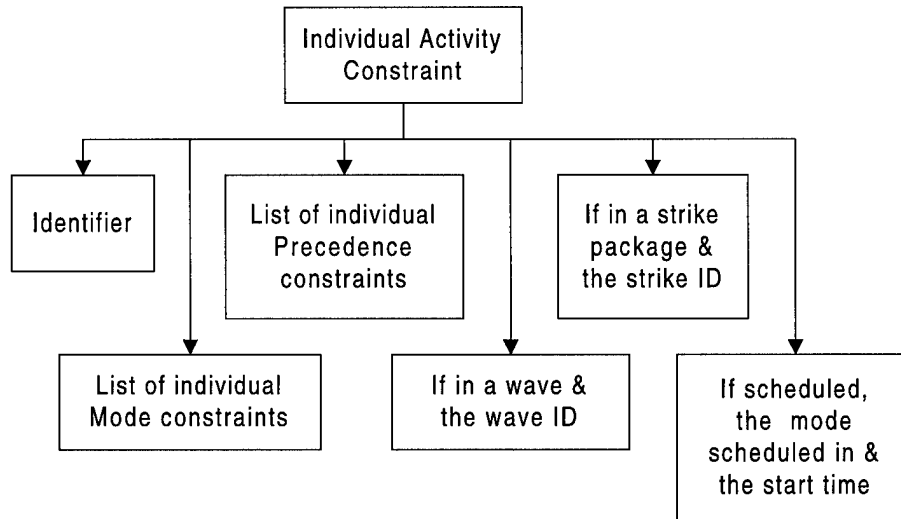 Individual Activity
Constraint
Identifier
List of individual
Precedence
constraints
If in a strike
package &
the strike ID
List of individual
Mode constraints
If in a wave &
the wave ID
If scheduled,
the mode
scheduled in &
the start time